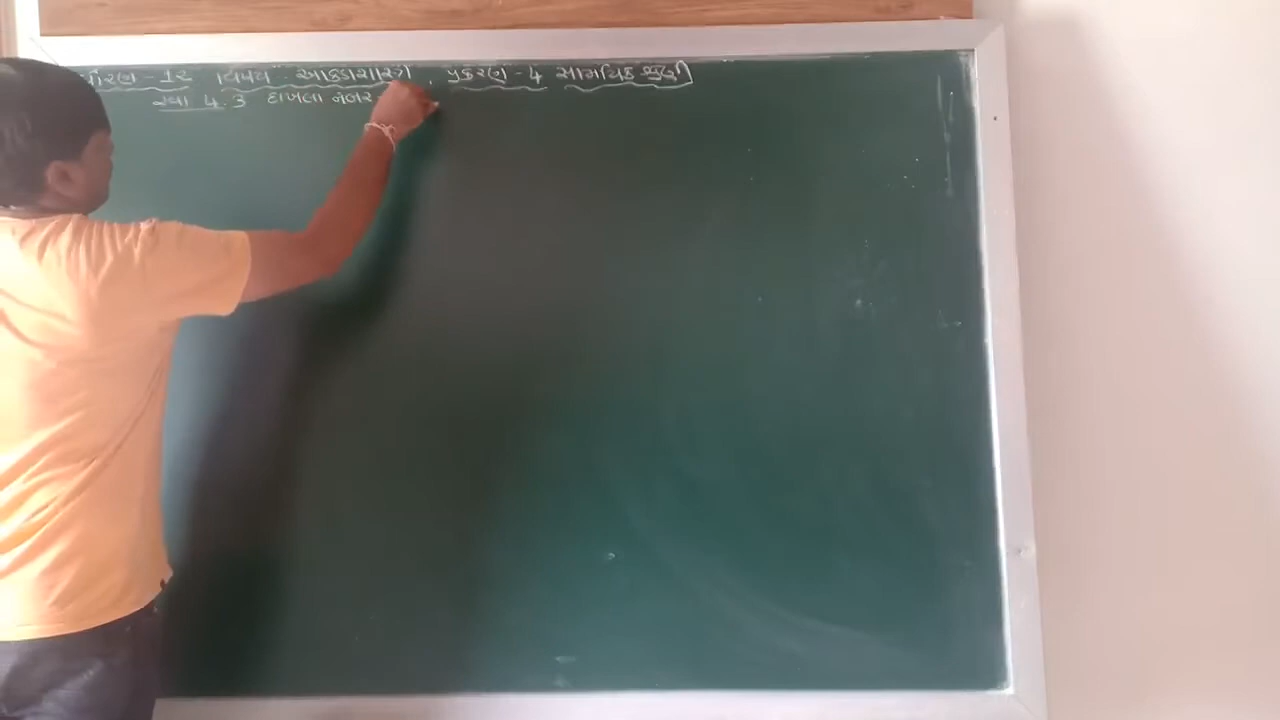 ધોરણ - 12 વિષય - આંકડાશાસ્ત્ર, પ્રકરણ - 4 સામયિક શ્રેણી
સ્વા 4.3 દાખલા નંબર